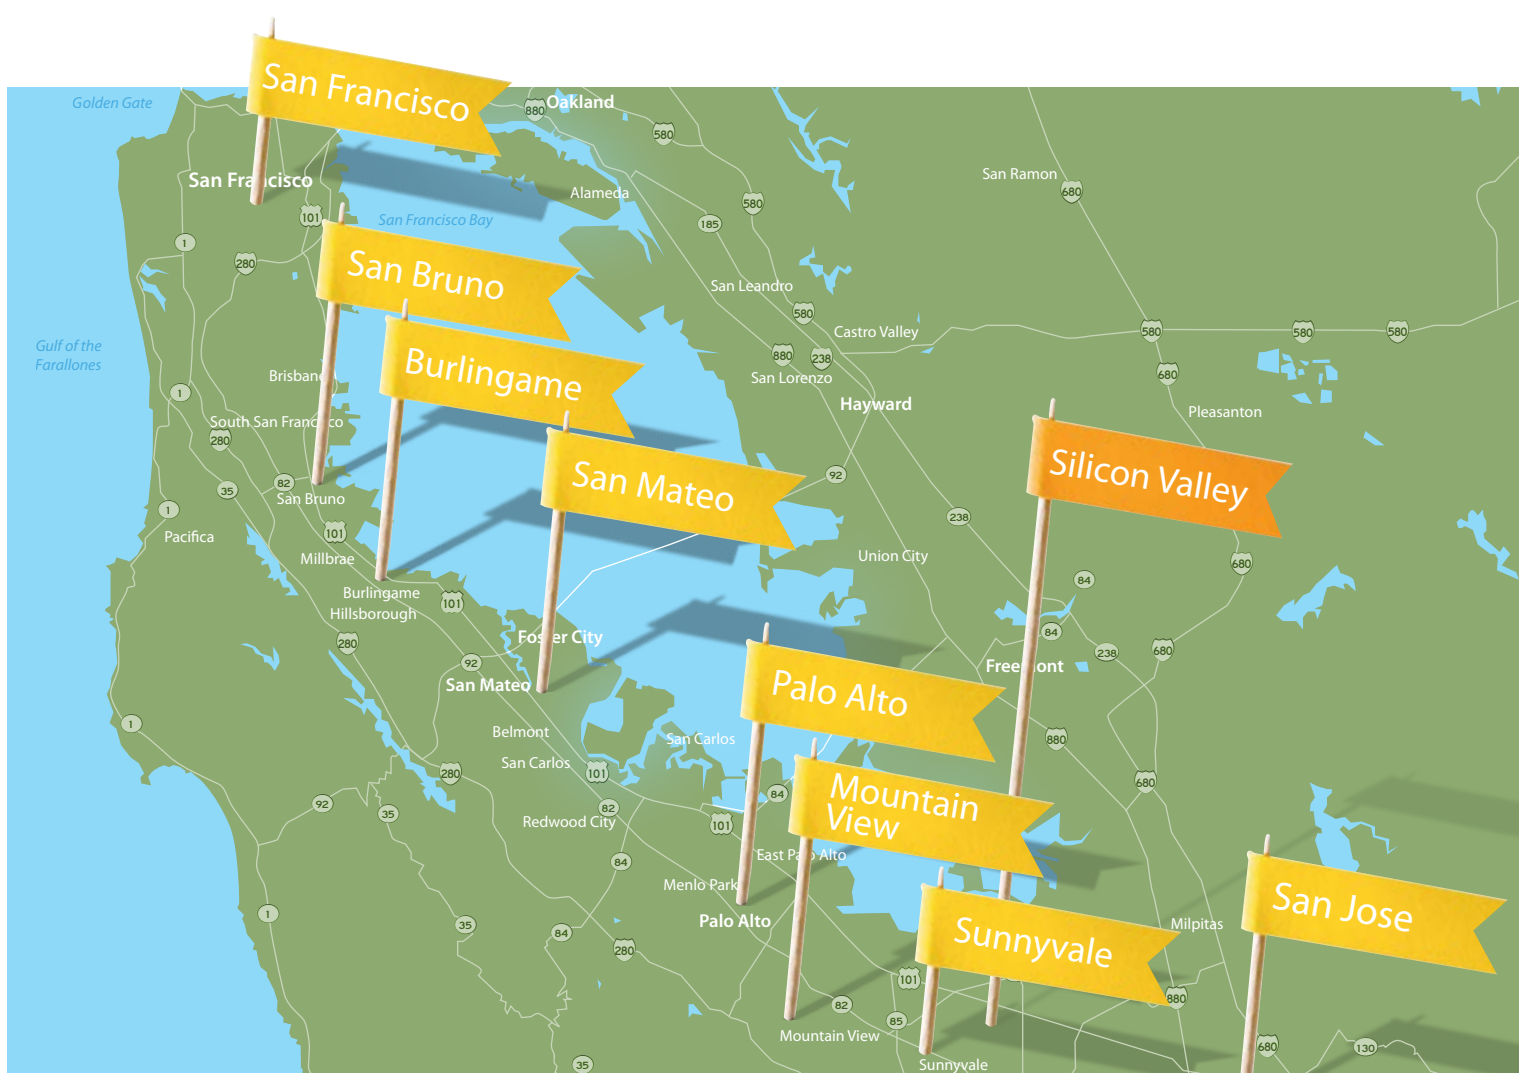 San Francisco
Golden Gate
880
Oakland
580
San Ramon
San Francisco
680
Alameda
580
101
San Francisco Bay
185
1
280
San Bruno
San Leandro
580
Castro Valley
580
580
580
Gulf of the
Farallones
880
238
Burlingame
Brisbane
San Lorenzo
680
1
Hayward
Pleasanton
South San Francisco
280
Silicon Valley
92
San Mateo
35
82
San Bruno
1
238
101
Pacifica
Millbrae
Union City
680
84
Burlingame
101
Hillsborough
280
Foster City
84
238
680
92
Fremont
San Mateo
Palo Alto
1
Belmont
San Carlos
880
San Carlos
101
280
680
84
Mountain
View
92
35
82
Redwood City
101
East Palo Alto
84
Menlo Park
San Jose
1
35
84
Palo Alto
Milpitas
280
Sunnyvale
101
880
82
85
Mountain View
680
130
35
Sunnyvale